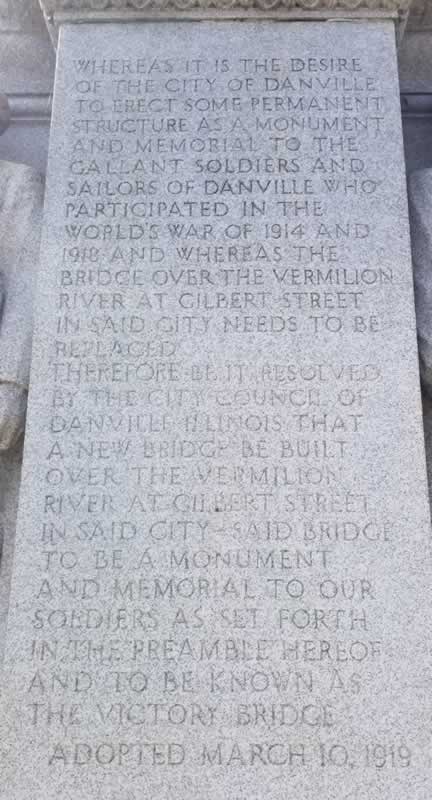 WHEREAS IT IS THE DESIRE
OF THE CITY OF DANVILLE
TO ERECT SOME PERMANENT
STRUCTURE AS A MONUMENT
AND MEMORIAL TO THE
GALLANT SOLDIERS AND
SAILORS OF DANVILLE WHO
PARTICIPATED IN THE
WORLD'S WAR OF 1914 AND
1918 AND WHEREAS THE
BRIDGE OVER THE VERMILION
RIVER AT GILBERT STREET
IN SAID CITY NEEDS TO BE
REPLACED
THEREFORE BE IT RESOLVED
BY THE CITY COUNCIL OF
DANVILLE ILLINOIS THAT
A NEW BRIDGE BE BUILT
OVER THE VERMILION
RIVER AT GILBERT STREET
IN SAID CITY SAID BRIDGE
TO BE A MONUMENT
AND MEMORIAL TO OUR
SOLDIERS AS SET FORTH
IN THE PREAMBLE HEREOF
AND TO BE KNOWN AS
THE VICTORY BRIDGE
ADOPTED MARCH 10, 1919